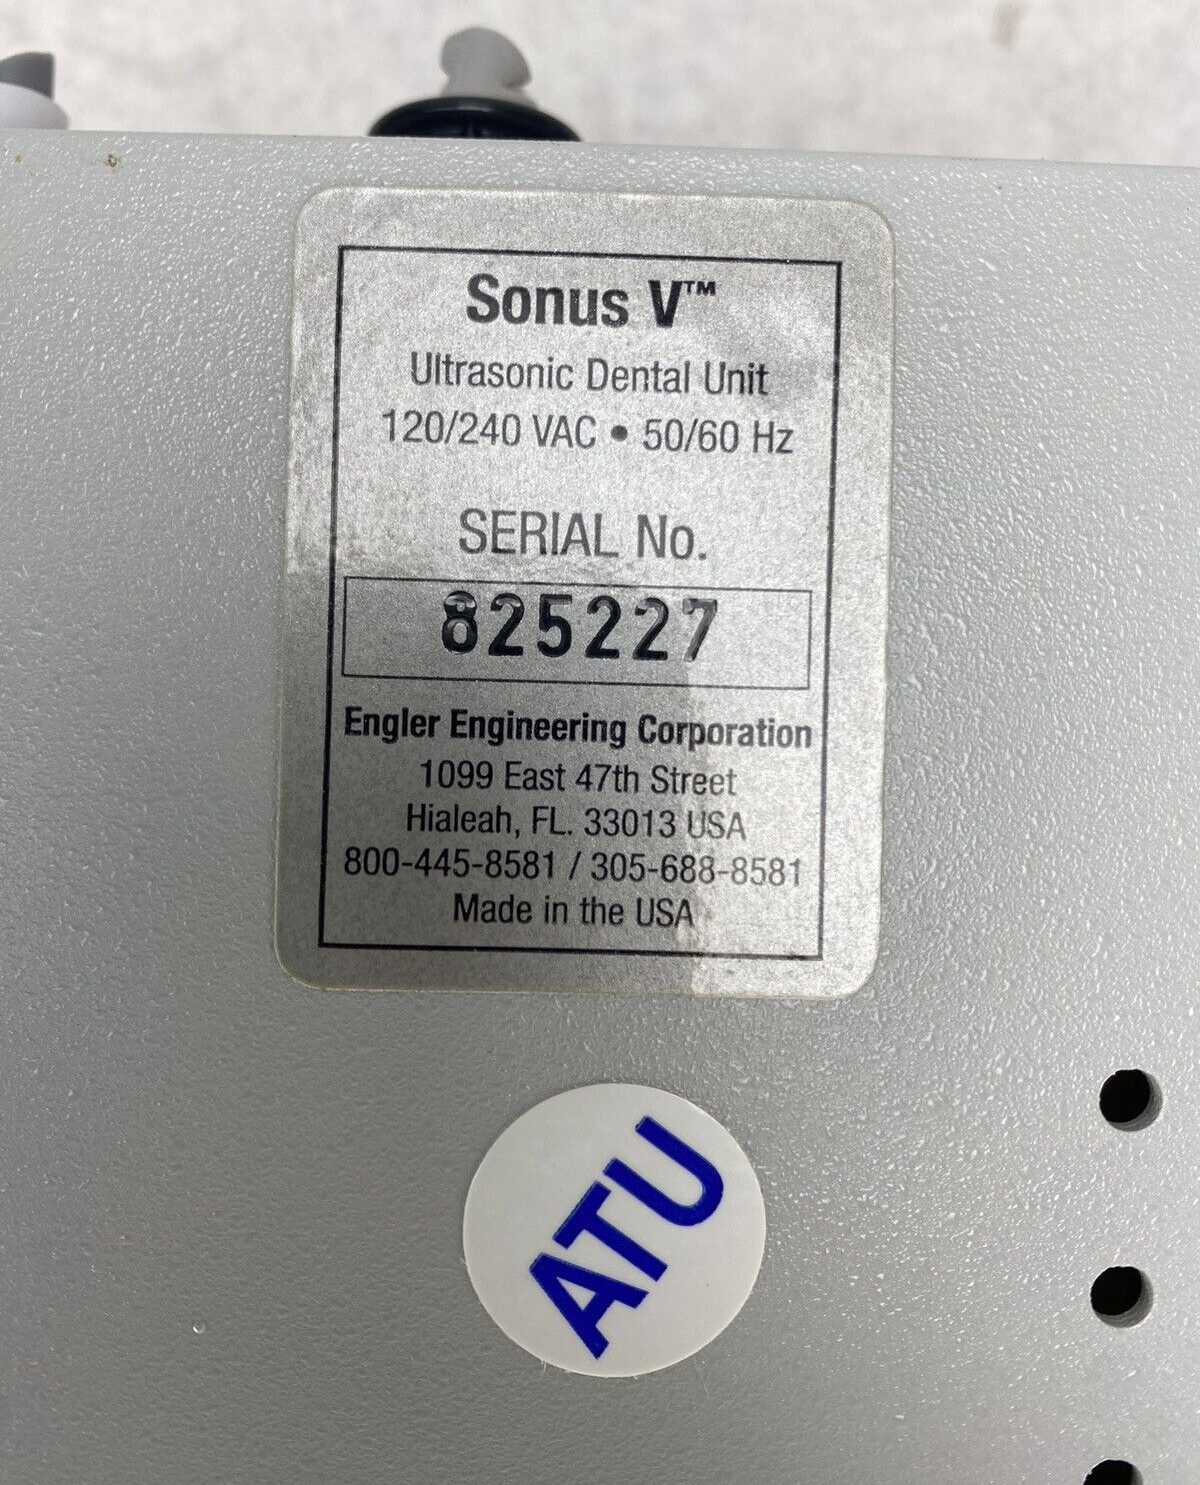 Sonus V™
Ultrasonic Dental Unit
120/240 VAC • 50/60 Hz
SERIAL No.
825227
Engler Engineering Corporation
1099 East 47th Street
Hialeah, FL. 33013 USA
800-445-8581 / 305-688-8581
Made in the USA
ATU